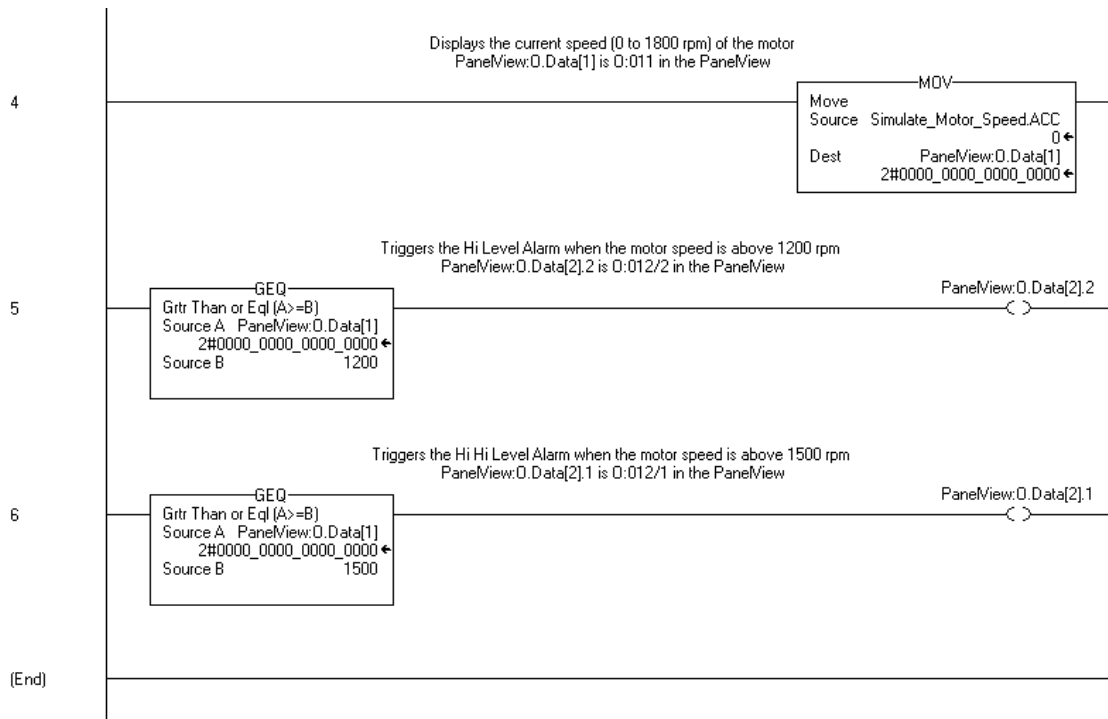 Displays the current speed (0 to 1800 rpm) of the motor
PanelView:O.Data[1] is O:011 in the PanelView
4
MOV
Move
Source Simulate_Motor_Speed.ACC
0
Dest PanelView:O.Data[1]
2#0000_0000_0000_0000
Triggers the Hi Level Alarm when the motor speed is above 1200 rpm
PanelView:O.Data[2].2 is O:012/2 in the PanelView
5
GEQ
Grtr Than or Eql (A>=B)
Source A PanelView:O.Data[1]
2#0000_0000_0000_0000
Source B 1200
PanelView:O.Data[2].2
Triggers the Hi Hi Level Alarm when the motor speed is above 1500 rpm
PanelView:O.Data[2].1 is O:012/1 in the PanelView
6
GEQ
Grtr Than or Eql (A>=B)
Source A PanelView:O.Data[1]
2#0000_0000_0000_0000
Source B 1500
PanelView:O.Data[2].1
(End)